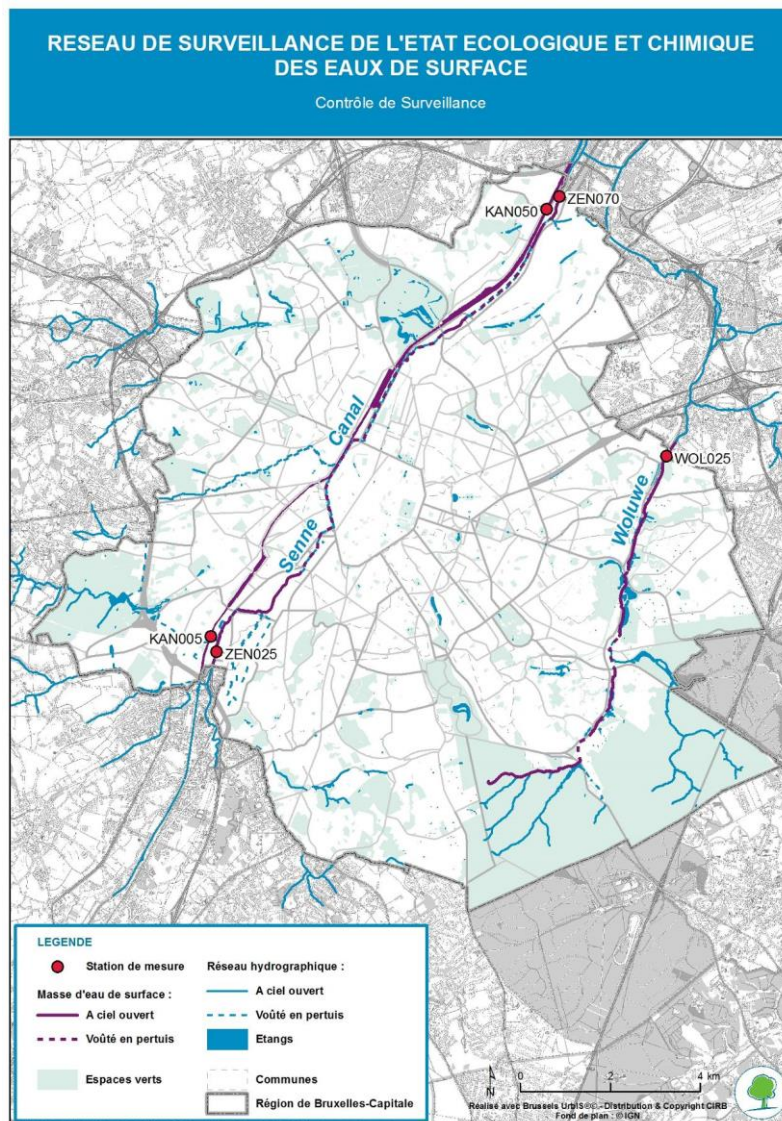 RESEAU DE SURVEILLANCE DE L'ETAT ECOLOGIQUE ET CHIMIQUE
DES EAUX DE SURFACE
Contrôle de Surveillance
ZEN070
KAN050
Canal
WOL025
Woluwe
Senne
KAN005
ZEN025
LEGENDE
Station de mesure
Masse d'eau de surface :
A ciel ouvert
Voûté en pertuis
Espaces verts
Réseau hydrographique :
A ciel ouvert
Voûté en pertuis
Etangs
Communes
Région de Bruxelles-Capitale
N
0 2 4 km
Réalisé avec Brussels UrbIS®© - Distribution & Copyright CIRB
Fond de plan : © IGN